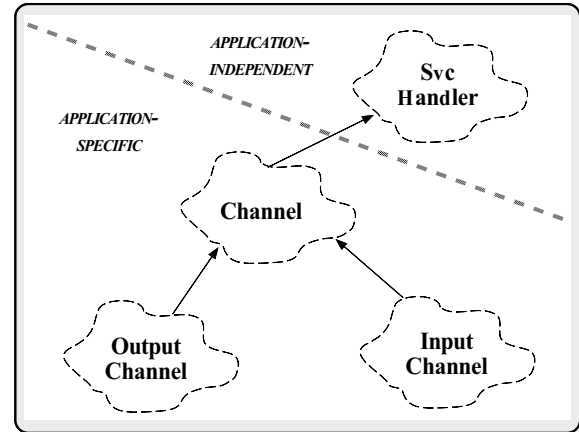 APPLICATION-
INDEPENDENT
Svc
Handler
APPLICATION-
SPECIFIC
Channel
Output
Channel
Input
Channel